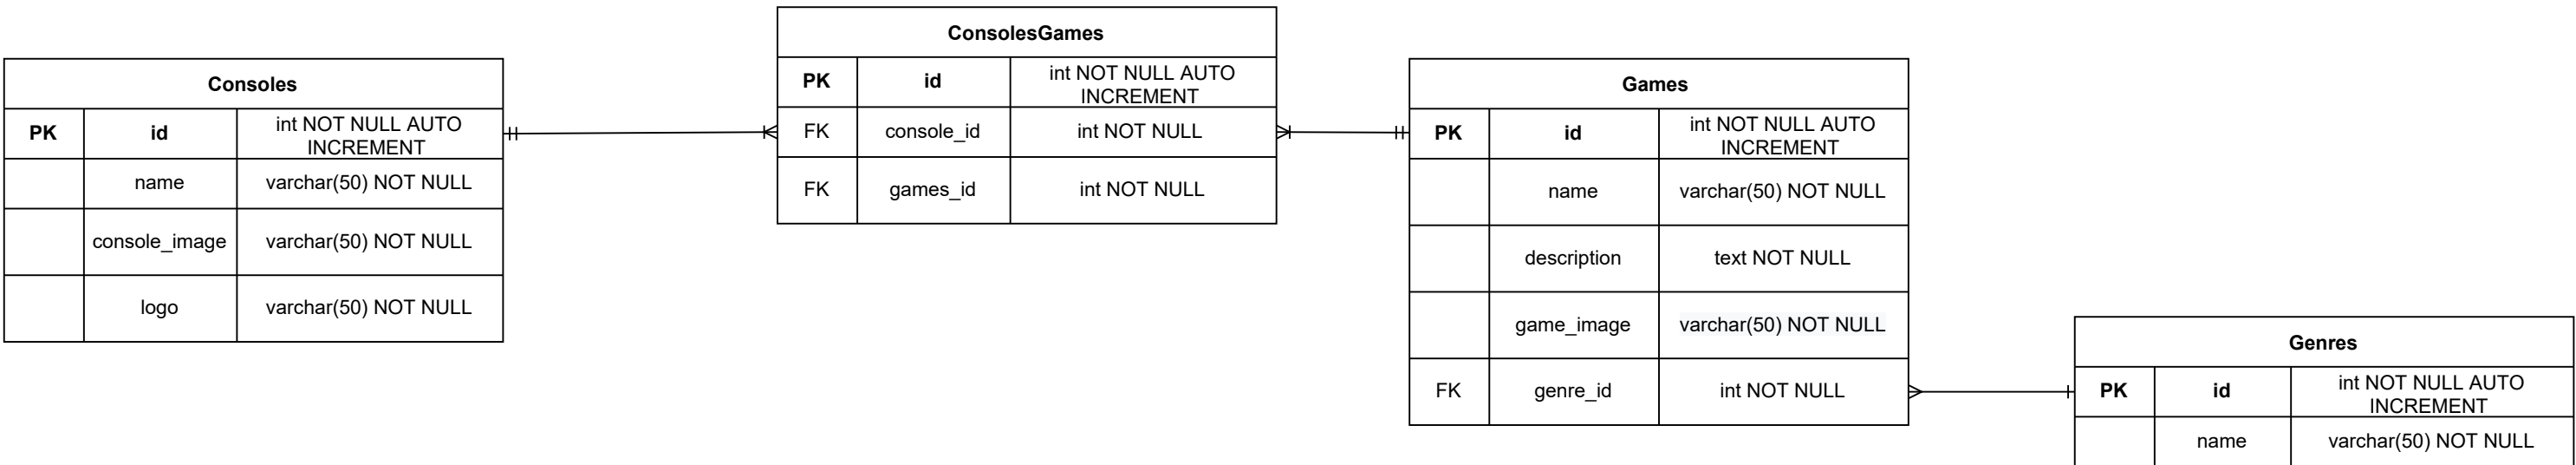 Consoles
PK id int NOT NULL AUTO
INCREMENT
name varchar(50) NOT NULL
console_image varchar(50) NOT NULL
logo varchar(50) NOT NULL
ConsolesGames
PK id int NOT NULL AUTO
INCREMENT
FK console_id int NOT NULL
FK games_id int NOT NULL
Games
PK id int NOT NULL AUTO
INCREMENT
name varchar(50) NOT NULL
description text NOT NULL
game_image varchar(50) NOT NULL
FK genre_id int NOT NULL
Genres
PK id int NOT NULL AUTO
INCREMENT
name varchar(50) NOT NULL